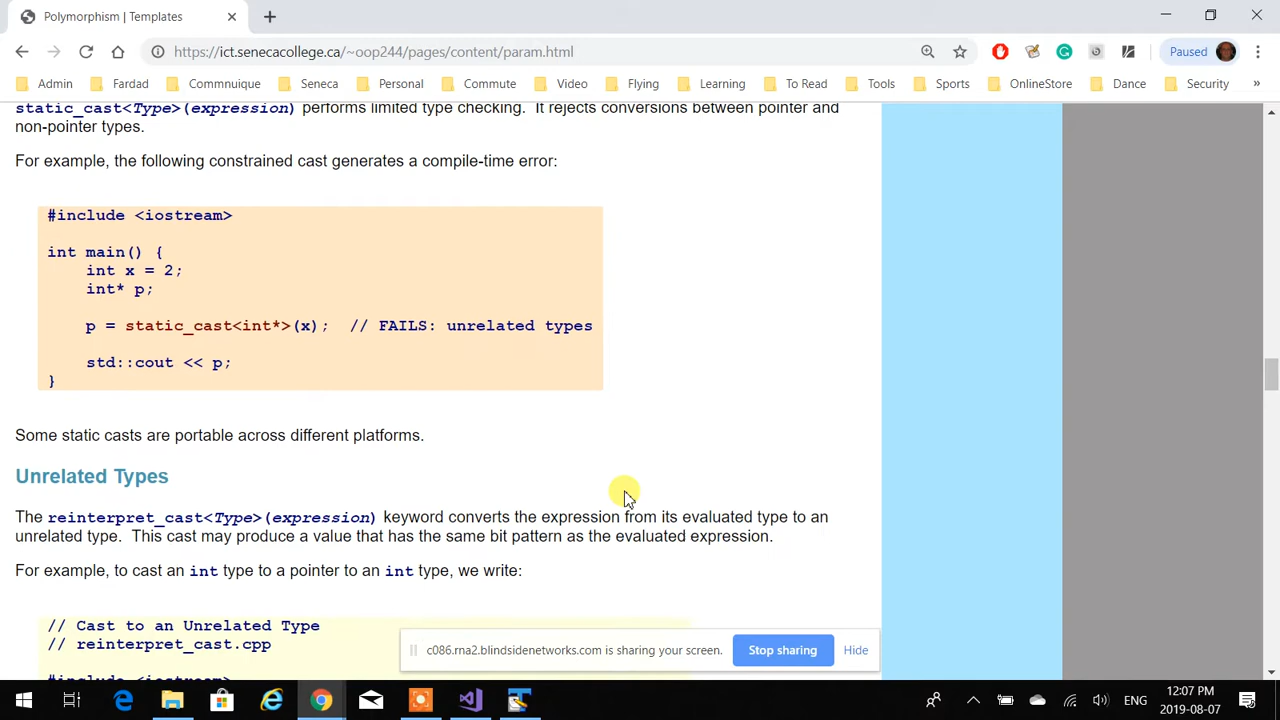 Polymorphism | Templates
https://ict.senecacollege.ca/~oop244/pages/content/param.html
Paused
Admin Fardad Commnuique Seneca Personal Commute Video Flying Learning To Read Tools Sports OnlineStore Dance Security »
static_cast<Type>(expression) performs limited type checking. It rejects conversions between pointer and
non-pointer types.
For example, the following constrained cast generates a compile-time error:
#include <iostream>
int main() {
int x = 2;
int* p;
p = static_cast<int*>(x); // FAILS: unrelated types
std::cout << p;
}
Some static casts are portable across different platforms.
Unrelated Types
The reinterpret_cast<Type>(expression) keyword converts the expression from its evaluated type to an
unrelated type. This cast may produce a value that has the same bit pattern as the evaluated expression.
For example, to cast an int type to a pointer to an int type, we write:
// Cast to an Unrelated Type
// reinterpret_cast.cpp
#include <iostream>
c086.rna2.blindsidenetworks.com is sharing your screen. Stop sharing Hide
ENG
12:07 PM
2019-08-07